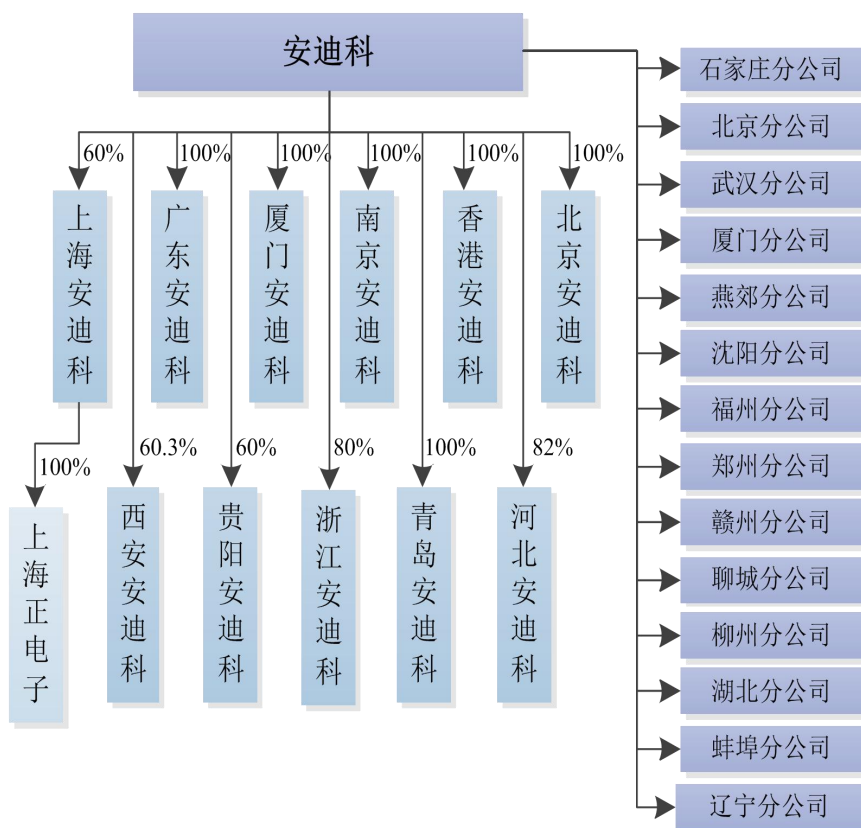 安迪科
60%
100%
100%
100%
100%
100%
上海安迪科
广东安迪科
厦门安迪科
南京安迪科
香港安迪科
北京安迪科
100%
60.3%
60%
80%
100%
82%
上海正电子
西安安迪科
贵阳安迪科
浙江安迪科
青岛安迪科
河北安迪科
石家庄分公司
北京分公司
武汉分公司
厦门分公司
燕郊分公司
沈阳分公司
福州分公司
郑州分公司
赣州分公司
聊城分公司
柳州分公司
湖北分公司
蚌埠分公司
辽宁分公司